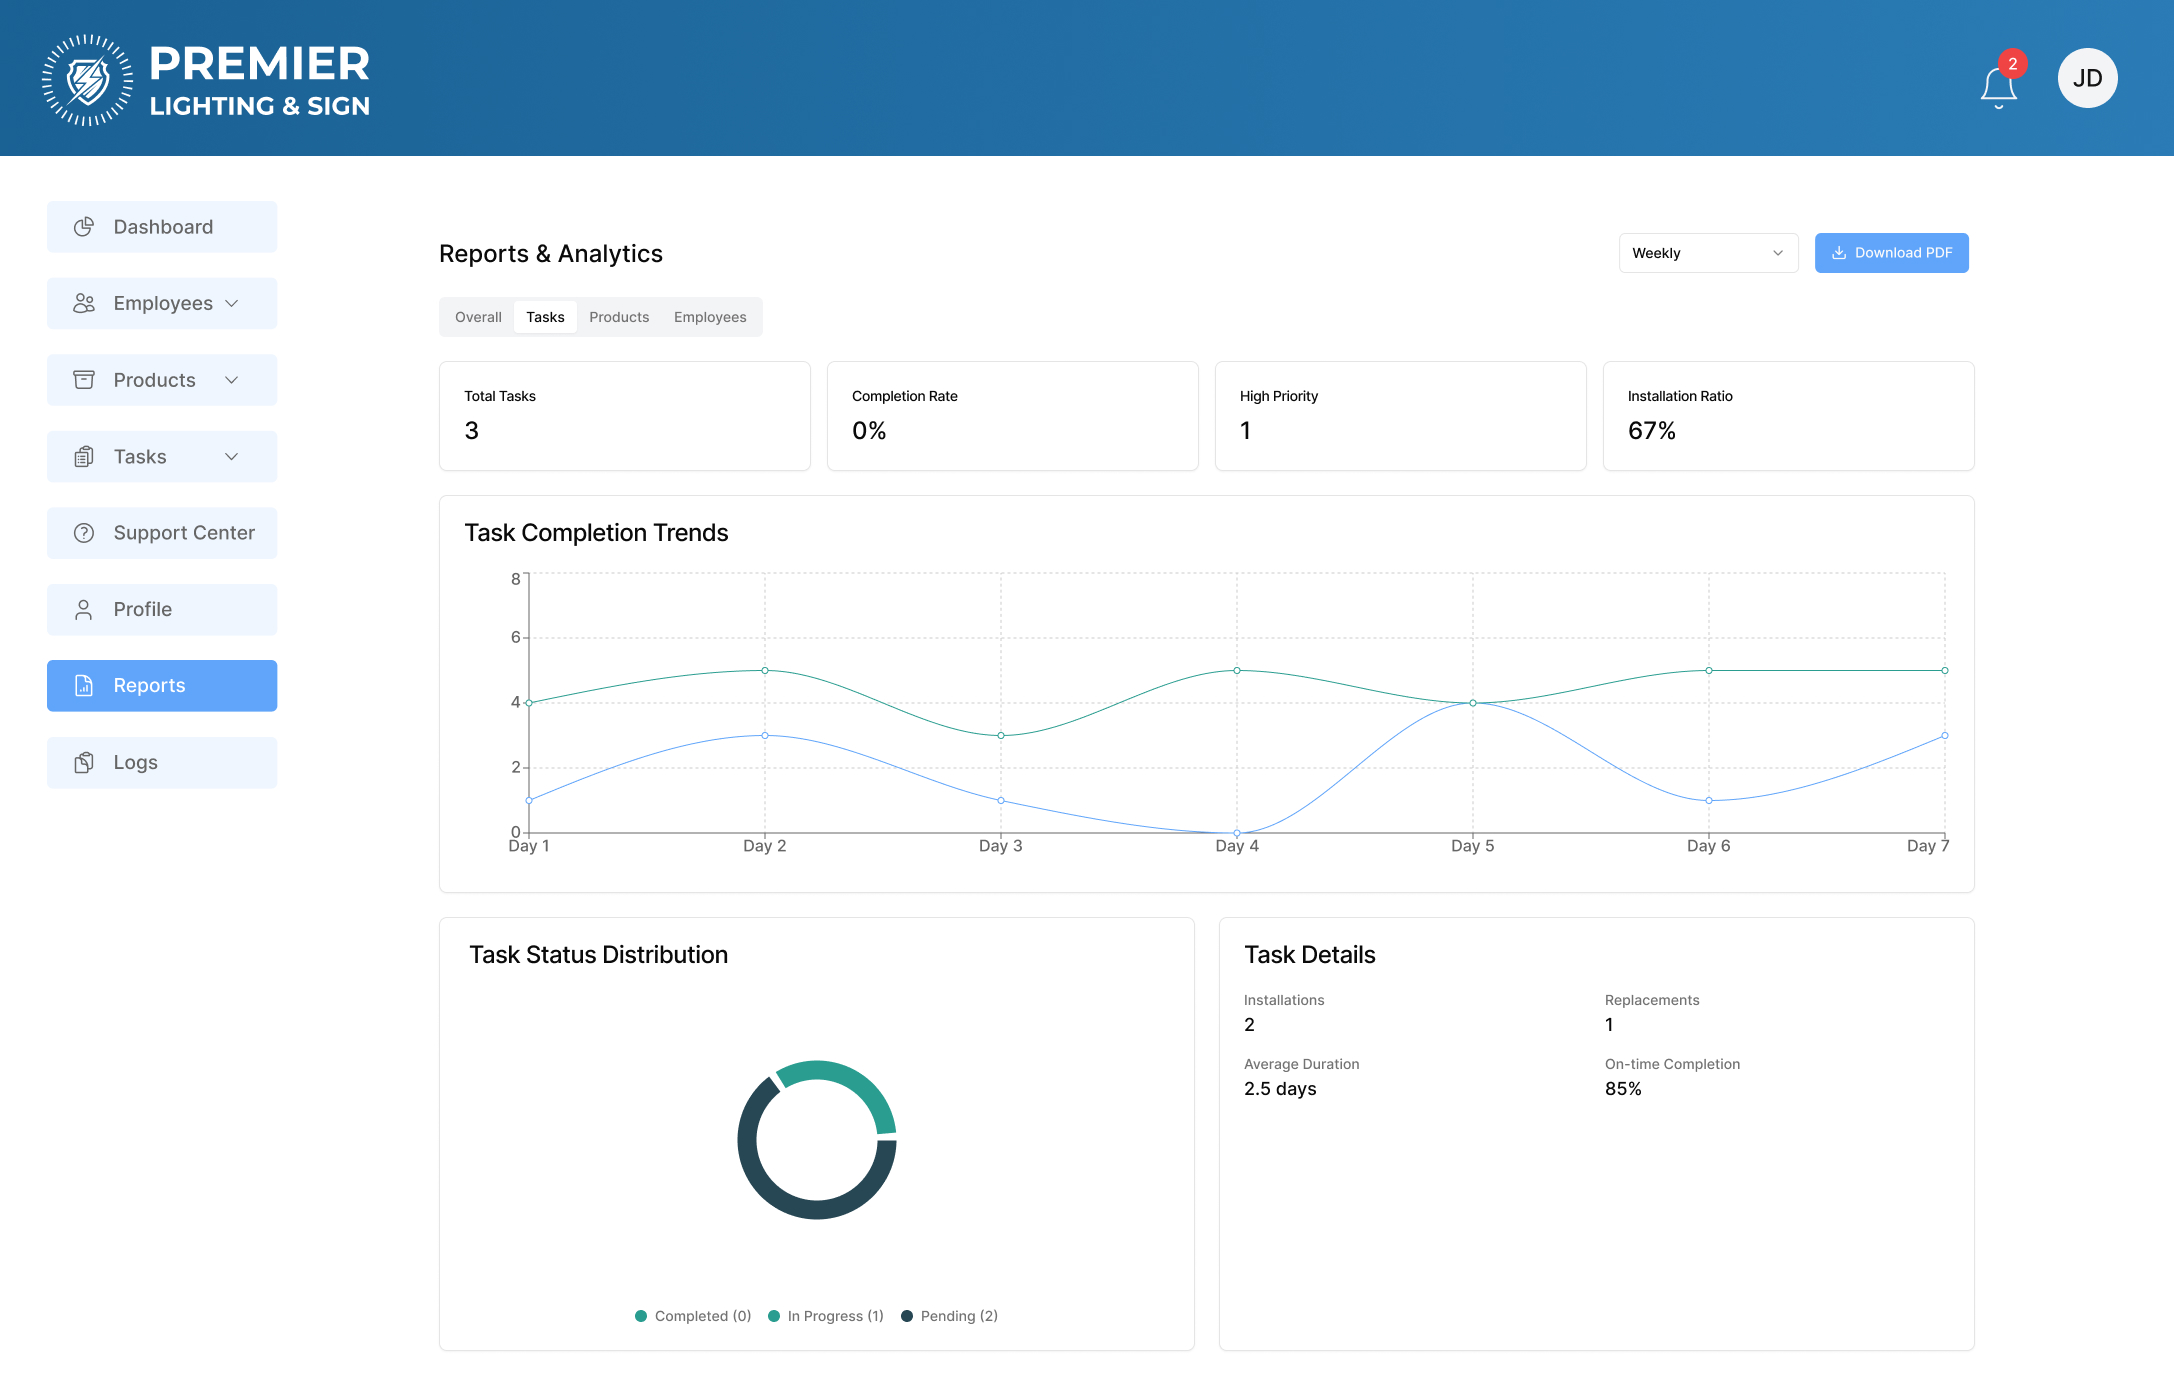 PREMIER
LIGHTING & SIGN
2
JD
Dashboard
Employees
Products
Tasks
Support Center
Profile
Reports
Logs
Reports & Analytics
Weekly
Download PDF
Overall Tasks Products Employees
Total Tasks
3
Completion Rate
0%
High Priority
1
Installation Ratio
67%
Task Completion Trends
8
6
4
2
0
Day 1 Day 2 Day 3 Day 4 Day 5 Day 6 Day 7
Task Status Distribution
Completed (0) In Progress (1) Pending (2)
Task Details
Installations
2
Replacements
1
Average Duration
2.5 days
On-time Completion
85%